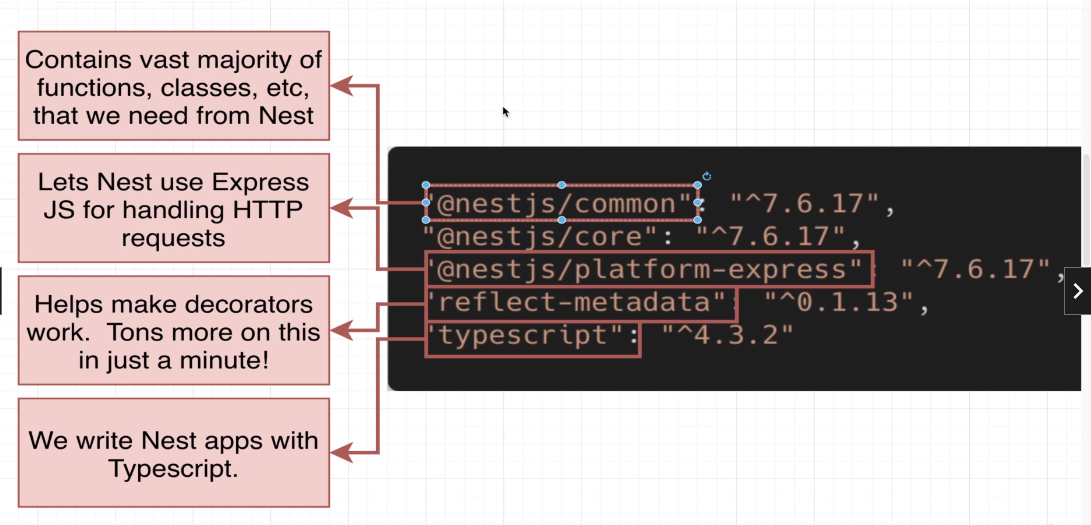 Contains vast majority of
functions, classes, etc,
that we need from Nest
Lets Nest use Express
JS for handling HTTP
requests
Helps make decorators
work.  Tons more on this
in just a minute!
We write Nest apps with
Typescript.
"@nestjs/common": "^7.6.17",
"@nestjs/core": "^7.6.17",
"@nestjs/platform-express": "^7.6.17",
"reflect-metadata": "^0.1.13",
"typescript": "^4.3.2"